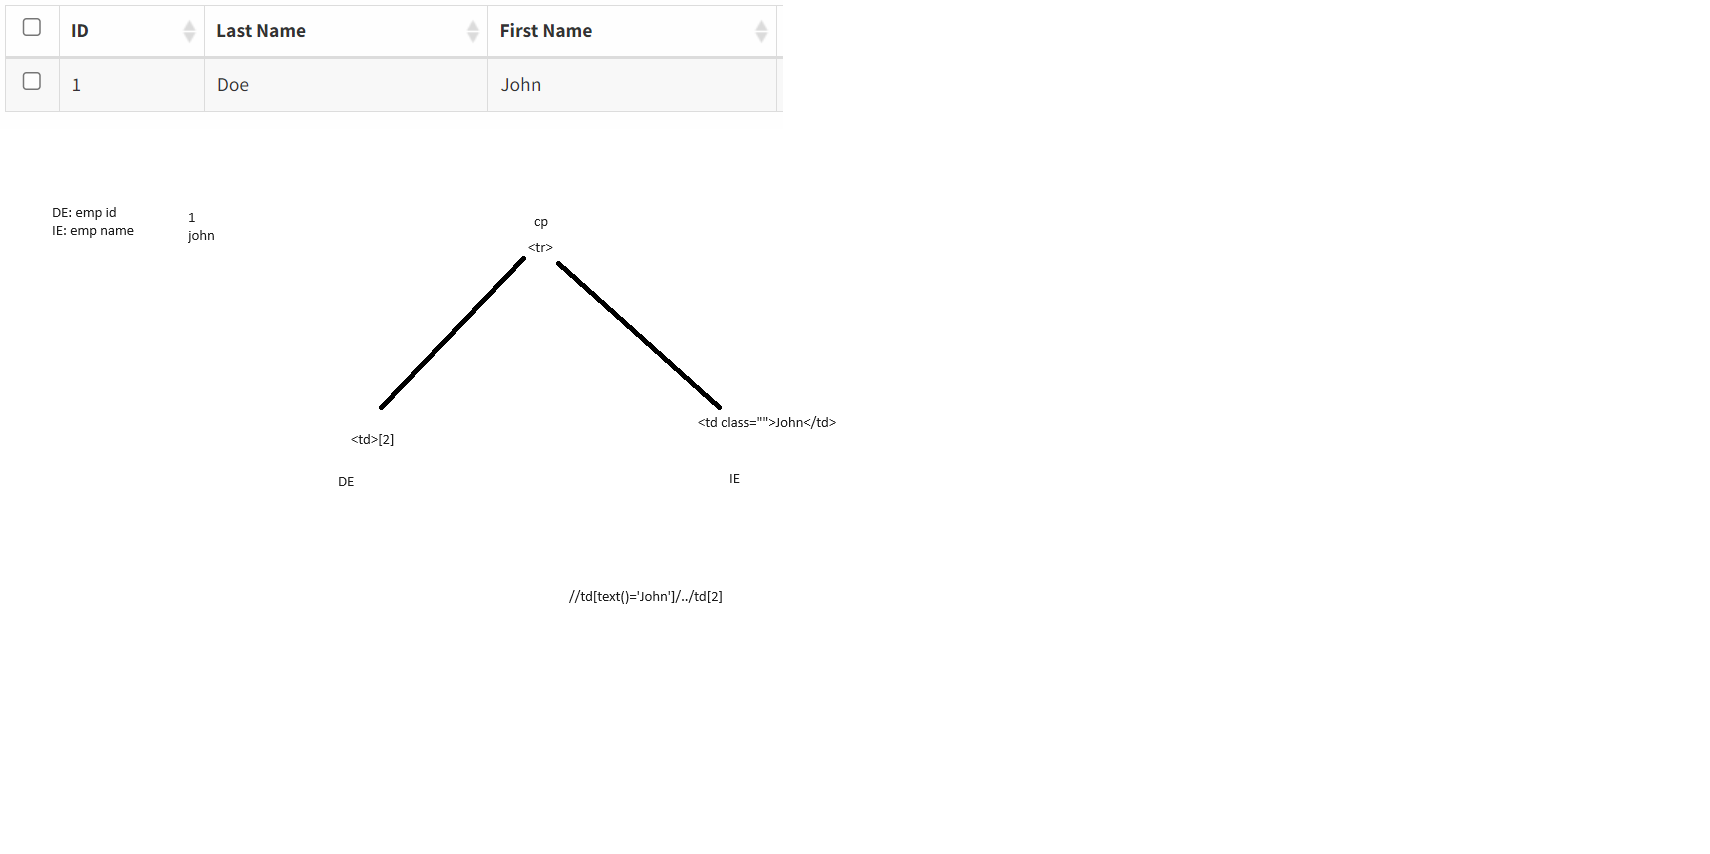 ID Last Name First Name
1 Doe John
DE: emp id 1
IE: emp name john
cp
<tr>
<td class="">John</td>
<td>[2]
DE IE
//td[text()='John']/../td[2]